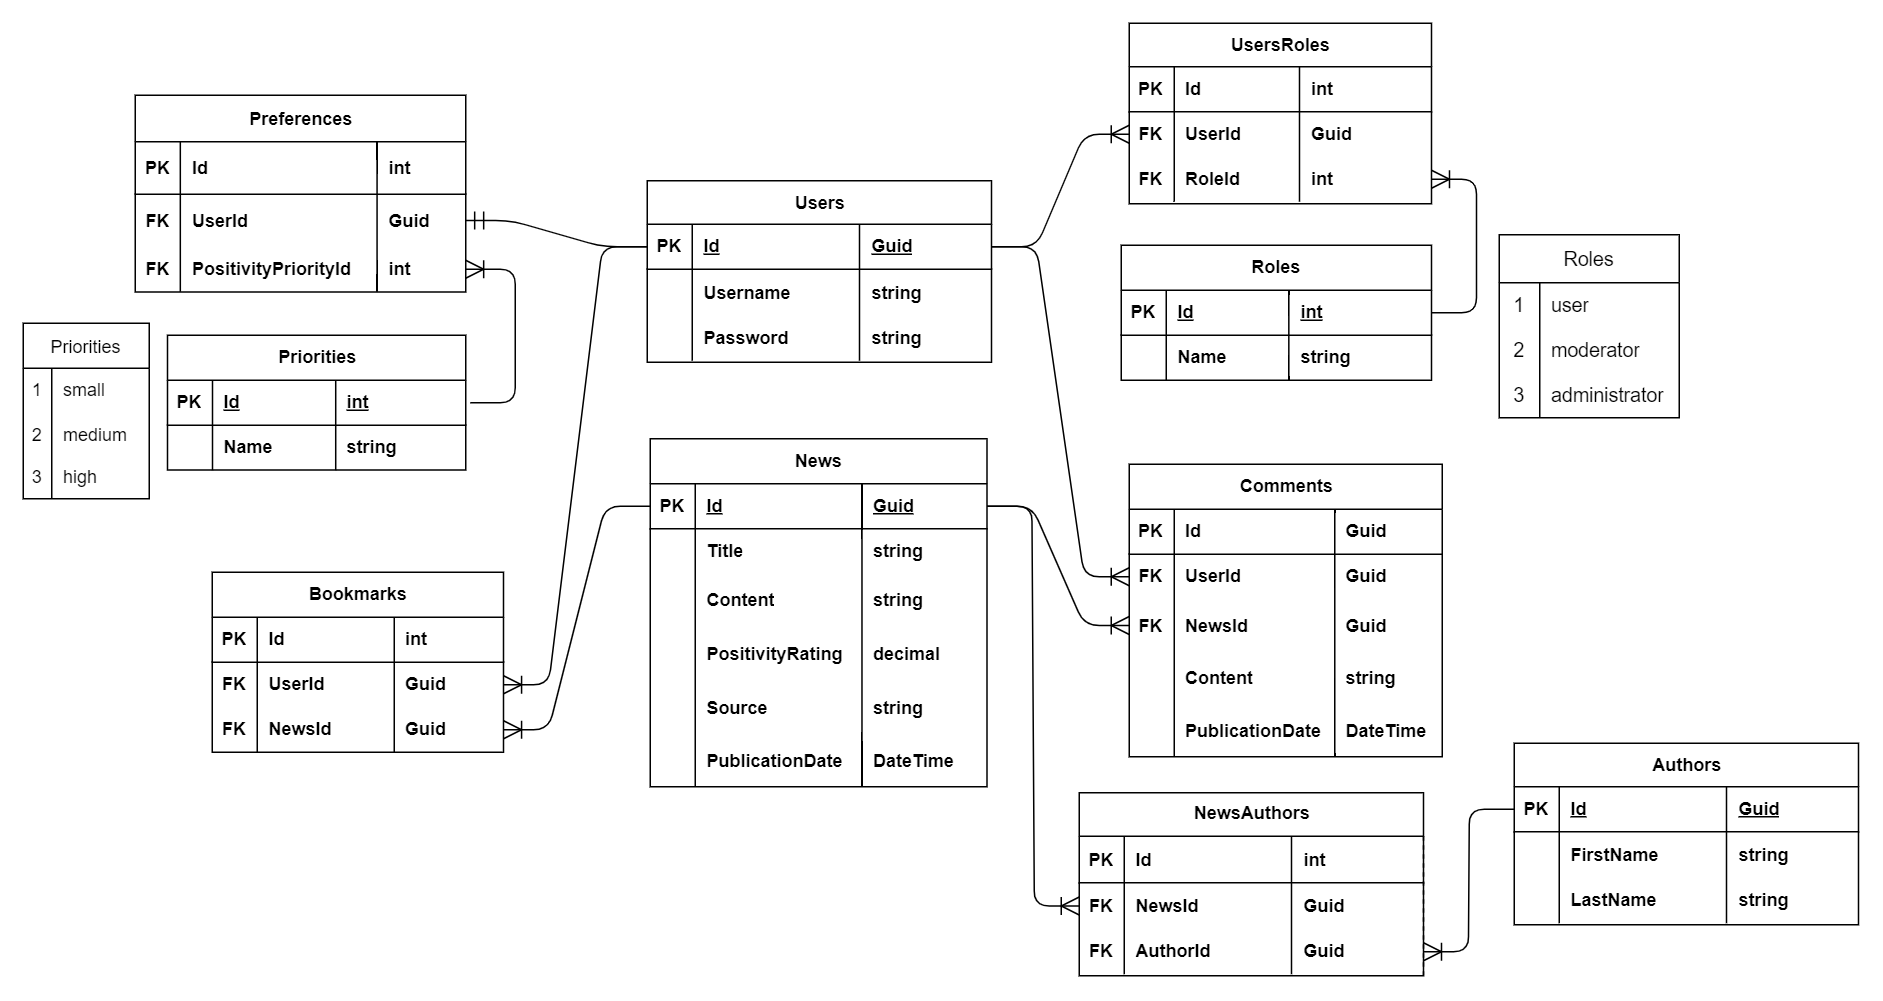 Preferences
PK Id int
FK UserId Guid
FK PositivityPriorityId int
Priorities
1 small
2 medium
3 high
Priorities
PK Id int
Name string
Bookmarks
PK Id int
FK UserId Guid
FK NewsId Guid
Users
PK Id Guid
Username string
Password string
News
PK Id Guid
Title string
Content string
PositivityRating decimal
Source string
PublicationDate DateTime
UsersRoles
PK Id int
FK UserId Guid
FK RoleId int
Roles
PK Id int
Name string
Roles
1 user
2 moderator
3 administrator
Comments
PK Id Guid
FK UserId Guid
FK NewsId Guid
Content string
PublicationDate DateTime
NewsAuthors
PK Id int
FK NewsId Guid
FK AuthorId Guid
Authors
PK Id Guid
FirstName string
LastName string